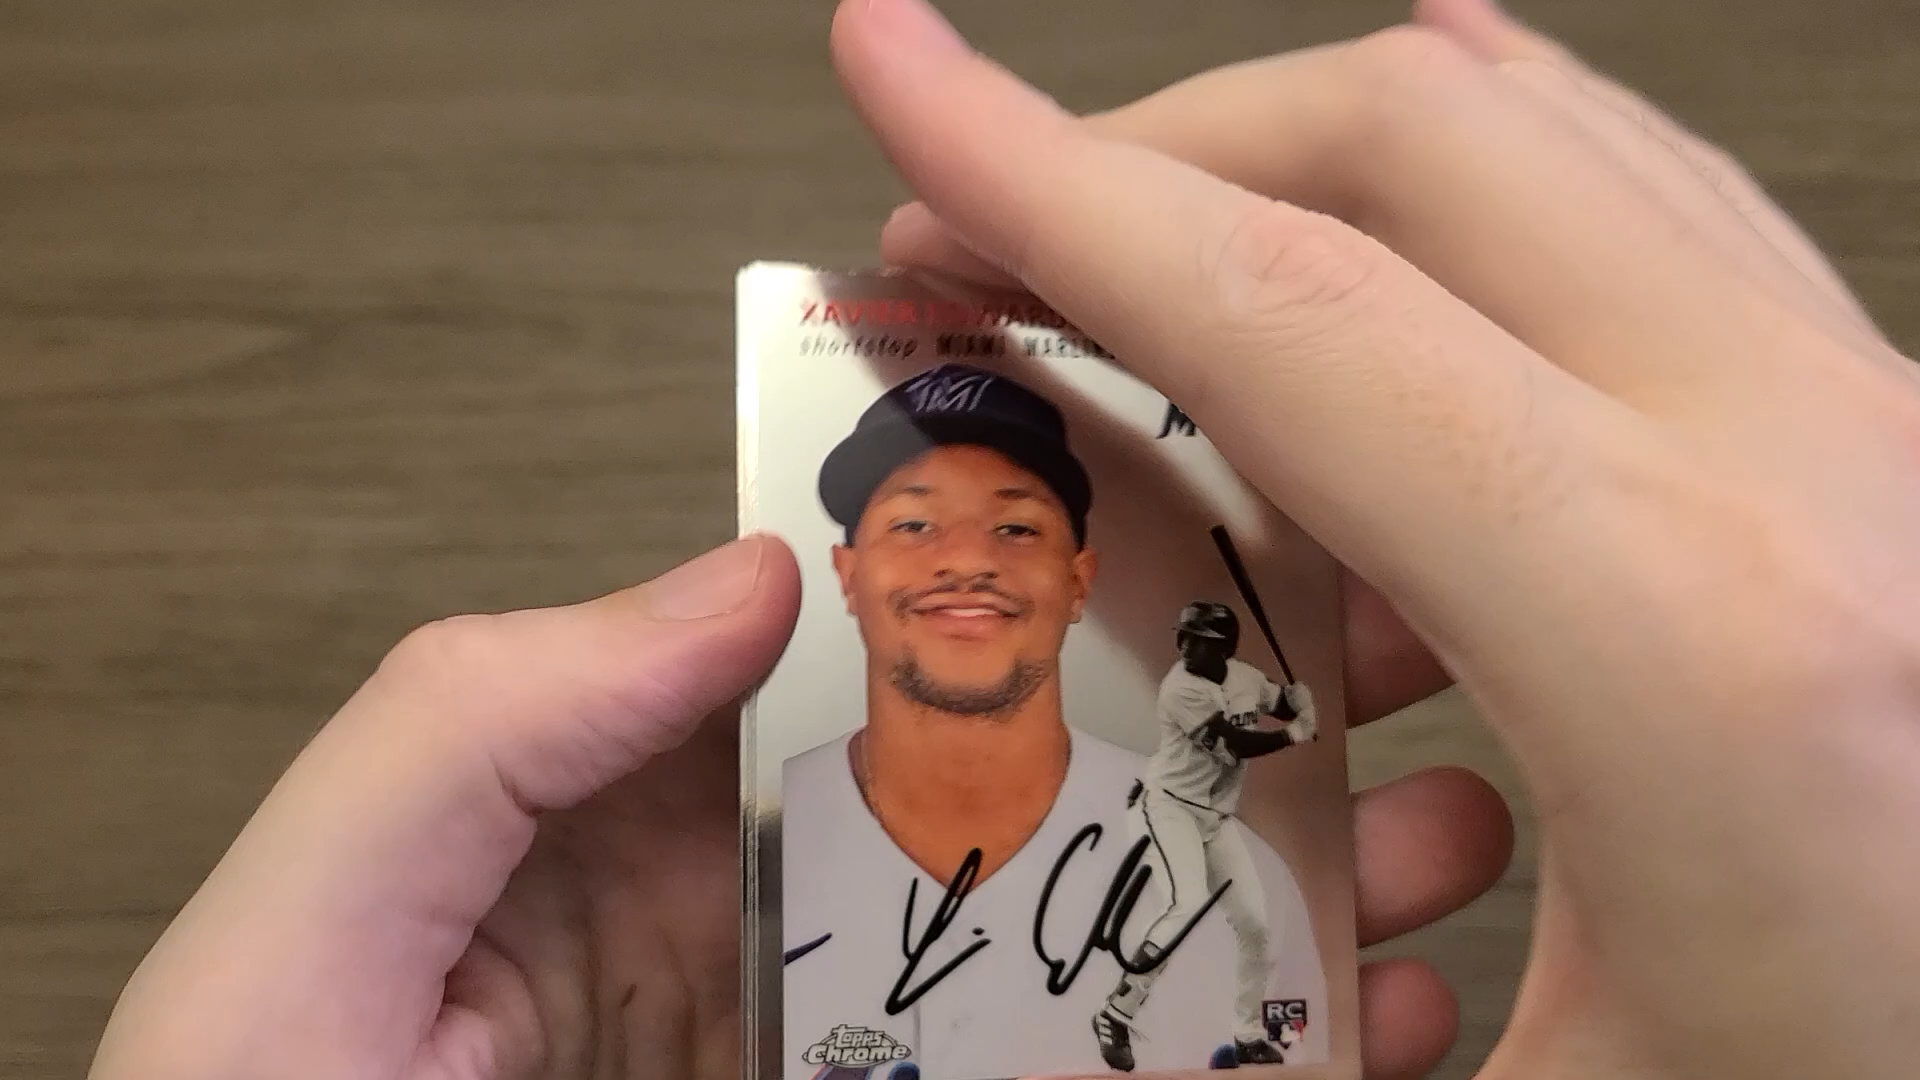 XAVIER EDWARDS
shortstop MIAMI MARLINS
M
RC
Topps
Chrome